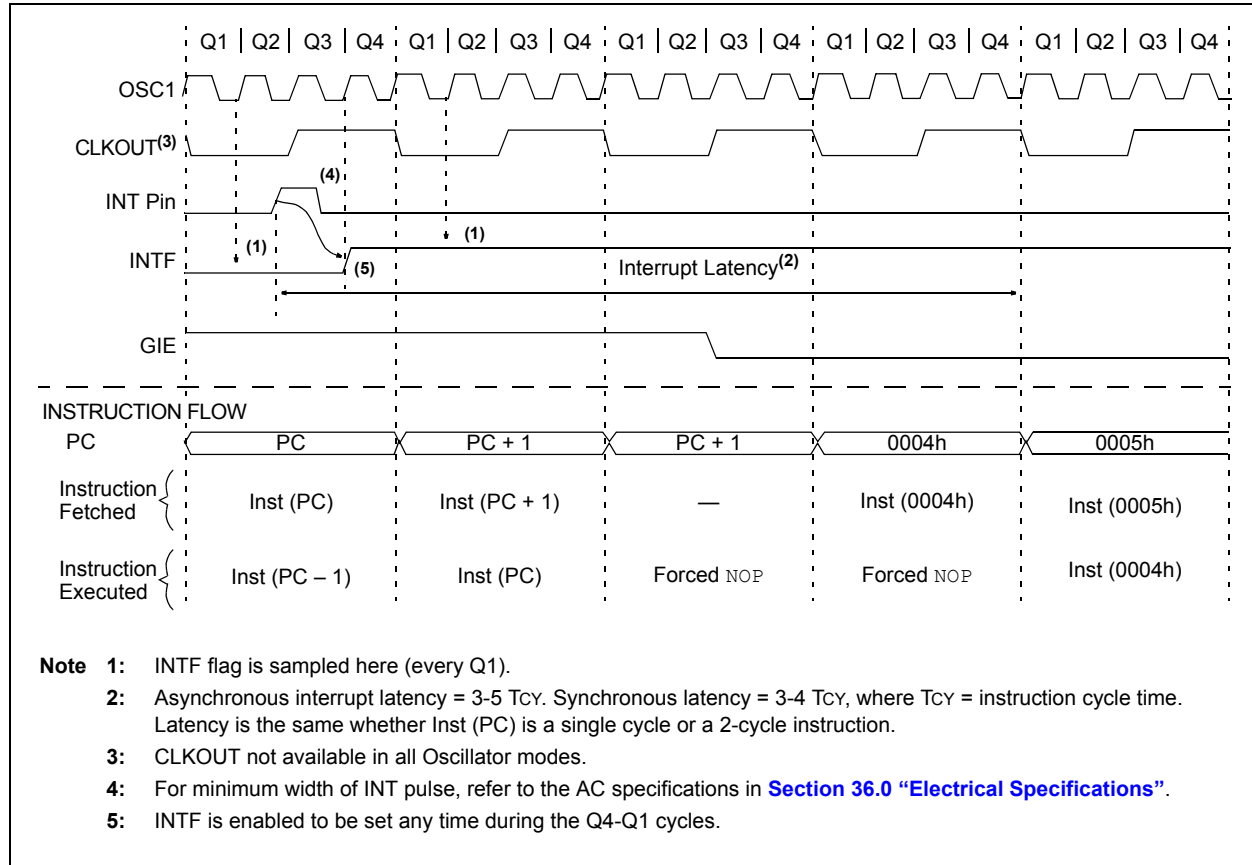 Q1 Q2 Q3 Q4 Q1 Q2 Q3 Q4 Q1 Q2 Q3 Q4 Q1 Q2 Q3 Q4 Q1 Q2 Q3 Q4
OSC1
CLKOUT(3)
(4)
INT Pin
(1) (1)
INTF
(5)
Interrupt Latency(2)
GIE
INSTRUCTION FLOW
PC PC PC + 1 PC + 1 0004h 0005h
Instruction
Fetched
Inst (PC) Inst (PC + 1) — Inst (0004h) Inst (0005h)
Instruction
Executed
Inst (PC – 1) Inst (PC) Forced NOP Forced NOP Inst (0004h)
Note 1: INTF flag is sampled here (every Q1).
2: Asynchronous interrupt latency = 3-5 TCY. Synchronous latency = 3-4 TCY, where TCY = instruction cycle time.
Latency is the same whether Inst (PC) is a single cycle or a 2-cycle instruction.
3: CLKOUT not available in all Oscillator modes.
4: For minimum width of INT pulse, refer to the AC specifications in Section 36.0 “Electrical Specifications”.
5: INTF is enabled to be set any time during the Q4-Q1 cycles.